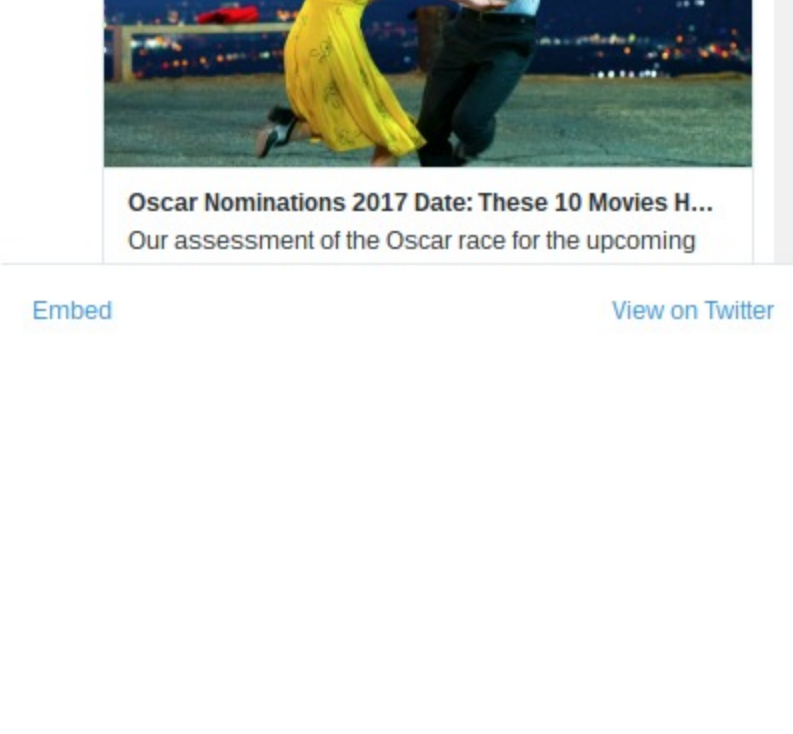 Oscar Nominations 2017 Date: These 10 Movies H...
Our assessment of the Oscar race for the upcoming
Embed
View on Twitter